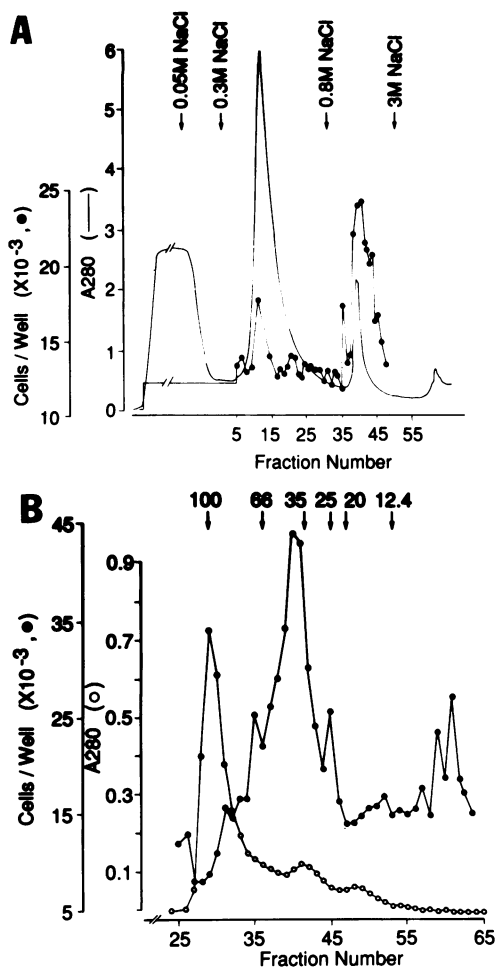 A
0.05M NaCl
0.3M NaCl
0.8M NaCl
3M NaCl
6
5
4
3
2
1
0
25
20
15
10
Cells / Well (X10-3, ●)
A280 (——)
5 15 25 35 45 55
Fraction Number
B
100 66 35 25 20 12.4
45
35
25
15
5
0.9
0.7
0.5
0.3
0.1
Cells / Well (X10-3, ●)
A280 (○)
25 35 45 55 65
Fraction Number